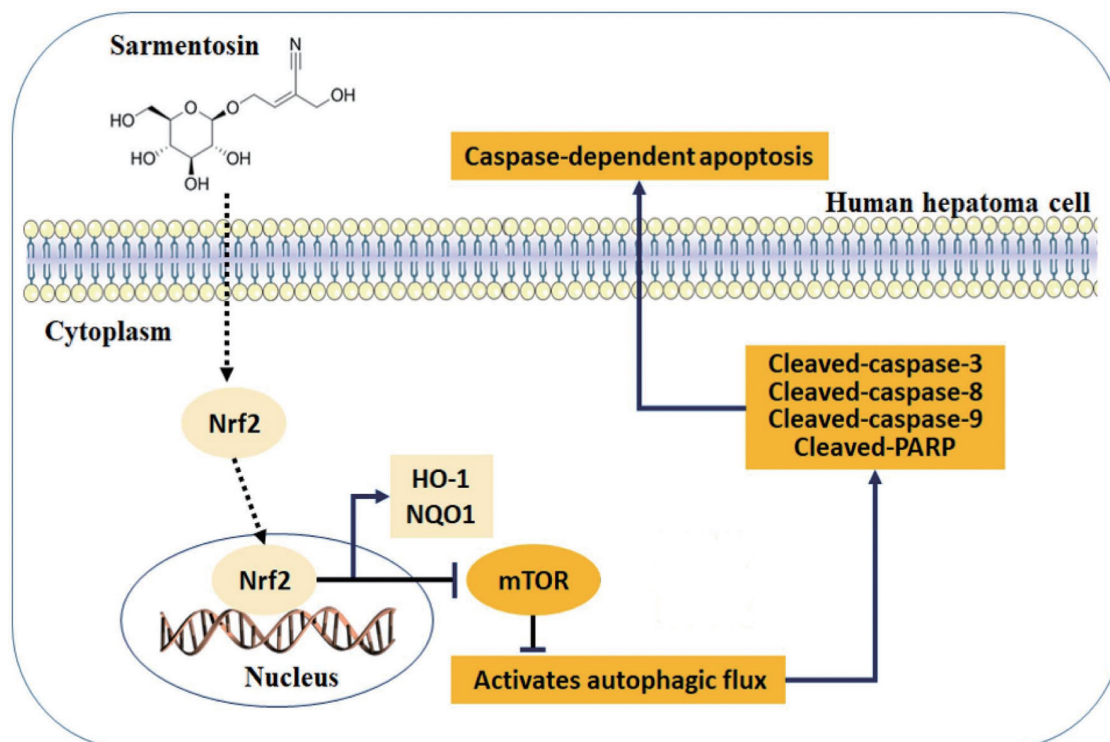 Sarmentosin
N
OH
O
O
HO
HO
OH
OH
Caspase-dependent apoptosis
Human hepatoma cell
Cytoplasm
Cleaved-caspase-3
Cleaved-caspase-8
Cleaved-caspase-9
Cleaved-PARP
Nrf2
HO-1
NQO1
Nrf2
mTOR
Nucleus
Activates autophagic flux